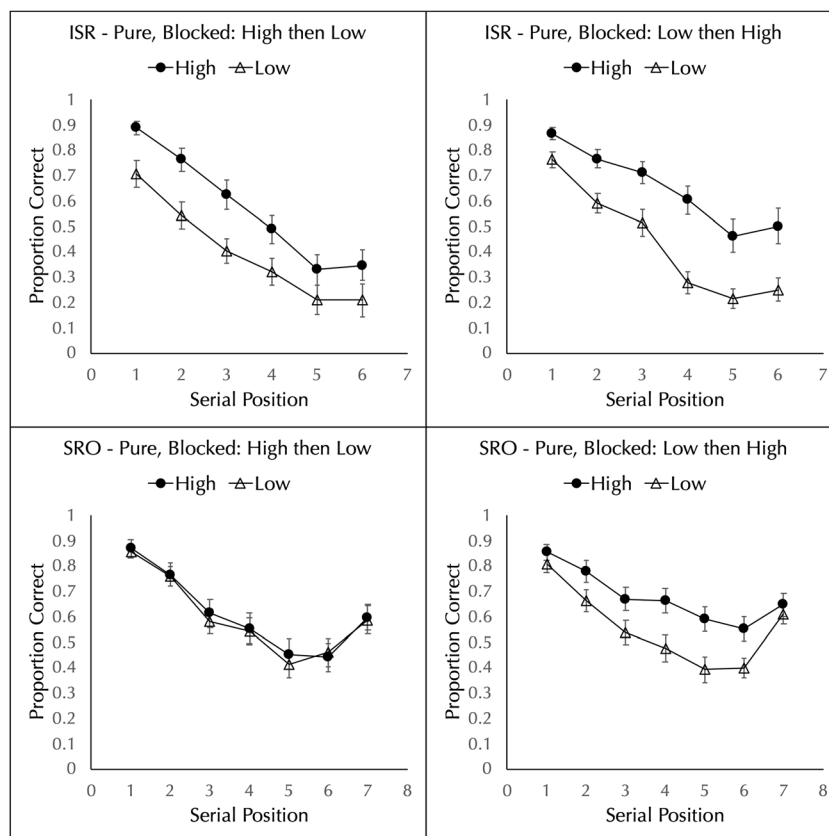 ISR - Pure, Blocked: High then Low
High Low
1
0.9
0.8
0.7
0.6
0.5
0.4
0.3
0.2
0.1
0
Proportion Correct
0 1 2 3 4 5 6 7
Serial Position
ISR - Pure, Blocked: Low then High
High Low
1
0.9
0.8
0.7
0.6
0.5
0.4
0.3
0.2
0.1
0
Proportion Correct
0 1 2 3 4 5 6 7
Serial Position
SRO - Pure, Blocked: High then Low
High Low
1
0.9
0.8
0.7
0.6
0.5
0.4
0.3
0.2
0.1
0
Proportion Correct
0 1 2 3 4 5 6 7 8
Serial Position
SRO - Pure, Blocked: Low then High
High Low
1
0.9
0.8
0.7
0.6
0.5
0.4
0.3
0.2
0.1
0
Proportion Correct
0 1 2 3 4 5 6 7 8
Serial Position